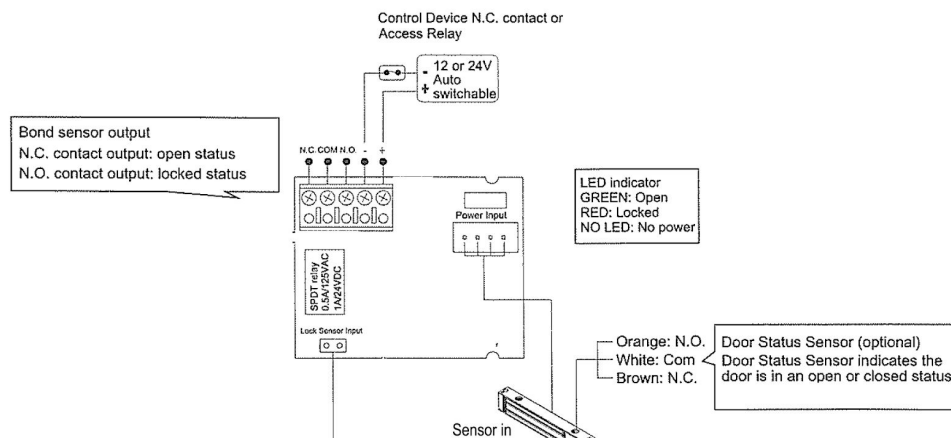 Control Device N.C. contact or
Access Relay
- 12 or 24V
Auto
+ switchable
Bond sensor output
N.C. contact output: open status
N.O. contact output: locked status
N.C. COM N.O. - +
LED indicator
GREEN: Open
RED: Locked
NO LED: No power
Power Input
SPDT relay
0.5A/125VAC
1A/24VDC
Lock Sensor Input
Orange: N.O.
White: Com
Brown: N.C.
Door Status Sensor (optional)
Door Status Sensor indicates the
door is in an open or closed status
Sensor in